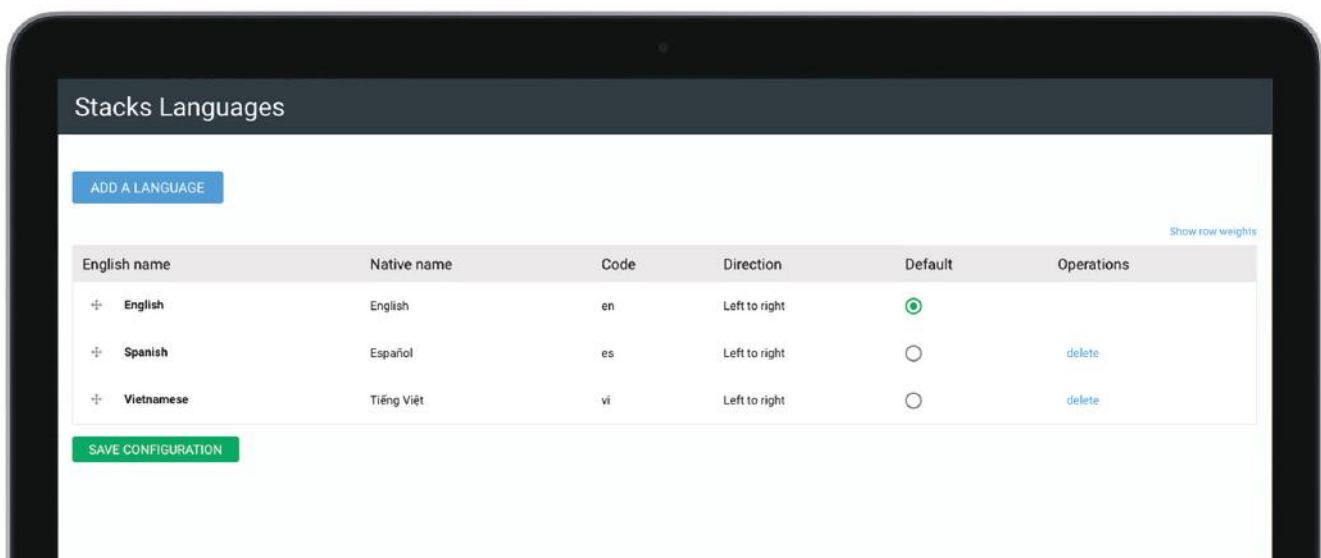 Stacks Languages
ADD A LANGUAGE
Show row weights
English name Native name Code Direction Default Operations
English English en Left to right
Spanish Español es Left to right delete
Vietnamese Tiếng Việt vi Left to right delete
SAVE CONFIGURATION